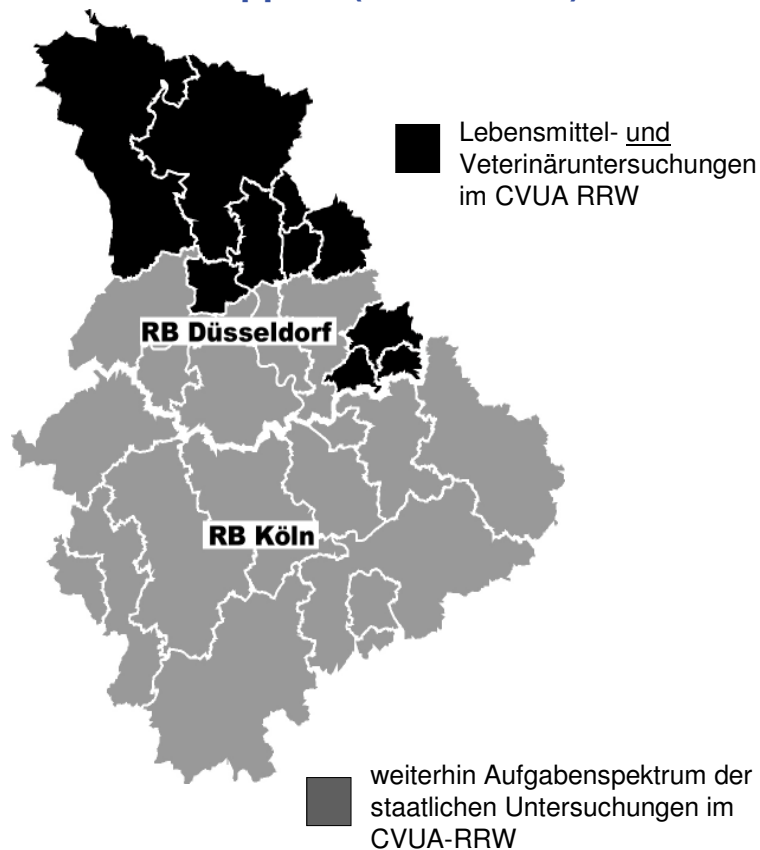 Lebensmittel- und
Veterinäruntersuchungen
im CVUA RRW
RB Düsseldorf
RB Köln
weiterhin Aufgabenspektrum der
staatlichen Untersuchungen im
CVUA-RRW